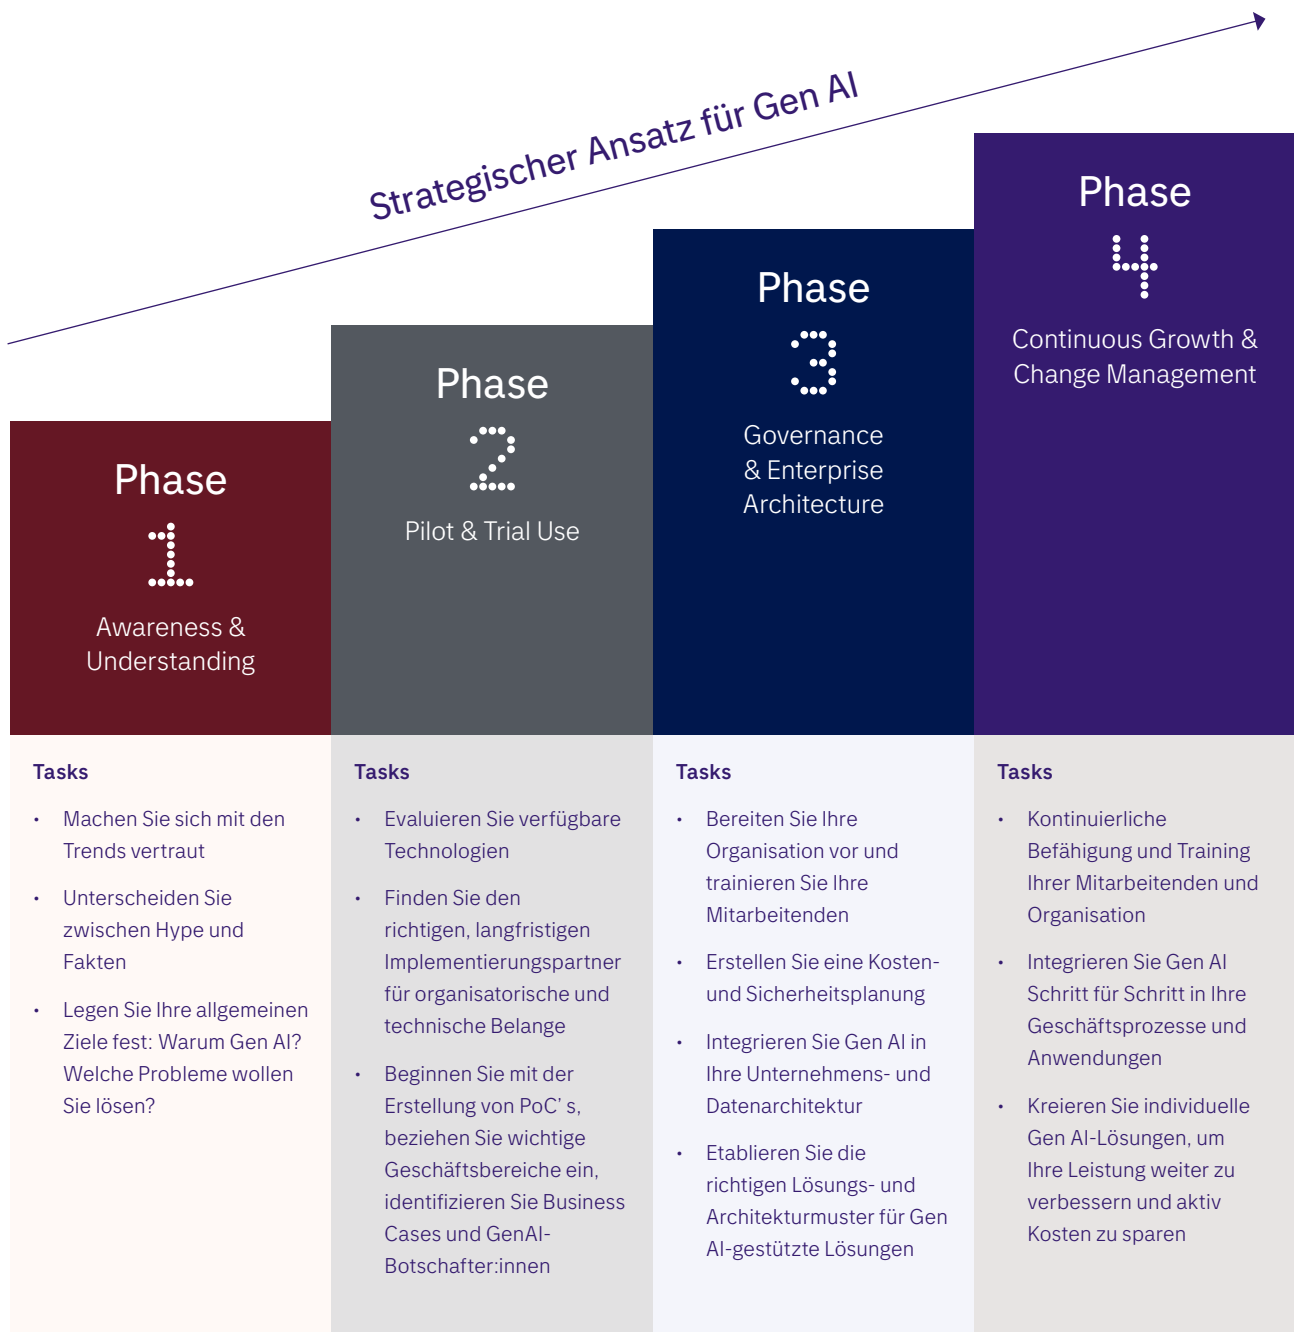 Strategischer Ansatz für Gen AI
Phase
1
Awareness &
Understanding
Phase
2
Pilot & Trial Use
Phase
3
Governance
& Enterprise
Architecture
Phase
4
Continuous Growth &
Change Management
Tasks
• Machen Sie sich mit den
Trends vertraut
• Unterscheiden Sie
zwischen Hype und
Fakten
• Legen Sie Ihre allgemeinen
Ziele fest: Warum Gen AI?
Welche Probleme wollen
Sie lösen?
Tasks
• Evaluieren Sie verfügbare
Technologien
• Finden Sie den
richtigen, langfristigen
Implementierungspartner
für organisatorische und
technische Belange
• Beginnen Sie mit der
Erstellung von PoC’ s,
beziehen Sie wichtige
Geschäftsbereiche ein,
identifizieren Sie Business
Cases und GenAI-
Botschafter:innen
Tasks
• Bereiten Sie Ihre
Organisation vor und
trainieren Sie Ihre
Mitarbeitenden
• Erstellen Sie eine Kosten-
und Sicherheitsplanung
• Integrieren Sie Gen AI in
Ihre Unternehmens- und
Datenarchitektur
• Etablieren Sie die
richtigen Lösungs- und
Architekturmuster für Gen
AI-gestützte Lösungen
Tasks
• Kontinuierliche
Befähigung und Training
Ihrer Mitarbeitenden und
Organisation
• Integrieren Sie Gen AI
Schritt für Schritt in Ihre
Geschäftsprozesse und
Anwendungen
• Kreieren Sie individuelle
Gen AI-Lösungen, um
Ihre Leistung weiter zu
verbessern und aktiv
Kosten zu sparen